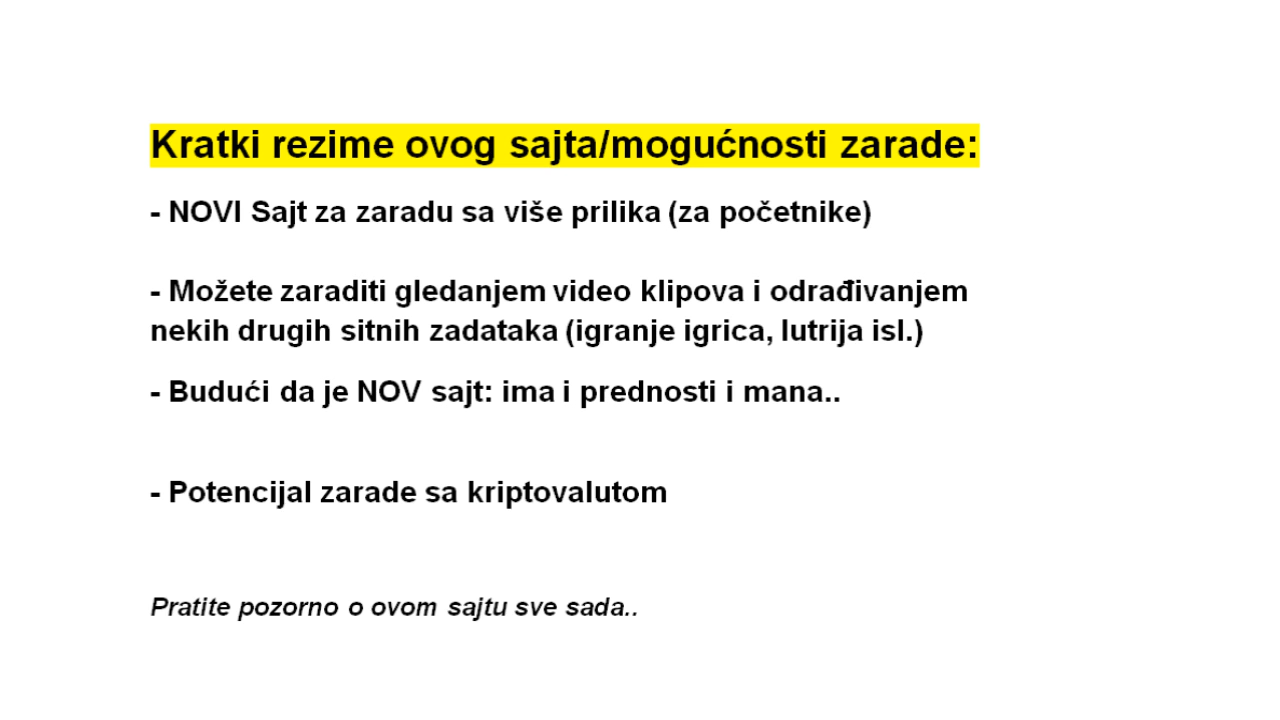 Kratki rezime ovog sajta/mogućnosti zarade:
- NOVI Sajt za zaradu sa više prilika (za početnike)
- Možete zaraditi gledanjem video klipova i odrađivanjem
nekih drugih sitnih zadataka (igranje igrica, lutrija isl.)
- Budući da je NOV sajt: ima i prednosti i mana..
- Potencijal zarade sa kriptovalutom
Pratite pozorno o ovom sajtu sve sada..